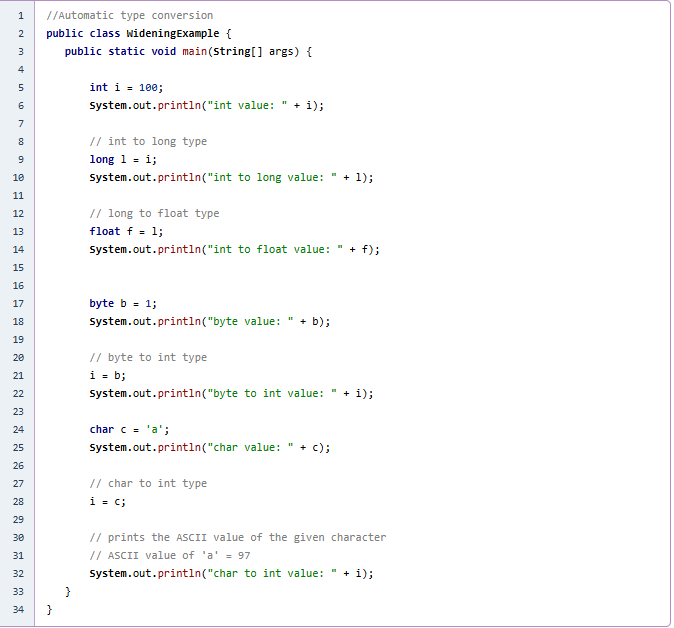 1 //Automatic type conversion
2 public class WideningExample {
3 public static void main(String[] args) {
4
5 int i = 100;
6 System.out.println("int value: " + i);
7
8 // int to long type
9 long l = i;
10 System.out.println("int to long value: " + l);
11
12 // long to float type
13 float f = l;
14 System.out.println("int to float value: " + f);
15
16
17 byte b = 1;
18 System.out.println("byte value: " + b);
19
20 // byte to int type
21 i = b;
22 System.out.println("byte to int value: " + i);
23
24 char c = 'a';
25 System.out.println("char value: " + c);
26
27 // char to int type
28 i = c;
29
30 // prints the ASCII value of the given character
31 // ASCII value of 'a' = 97
32 System.out.println("char to int value: " + i);
33 }
34 }